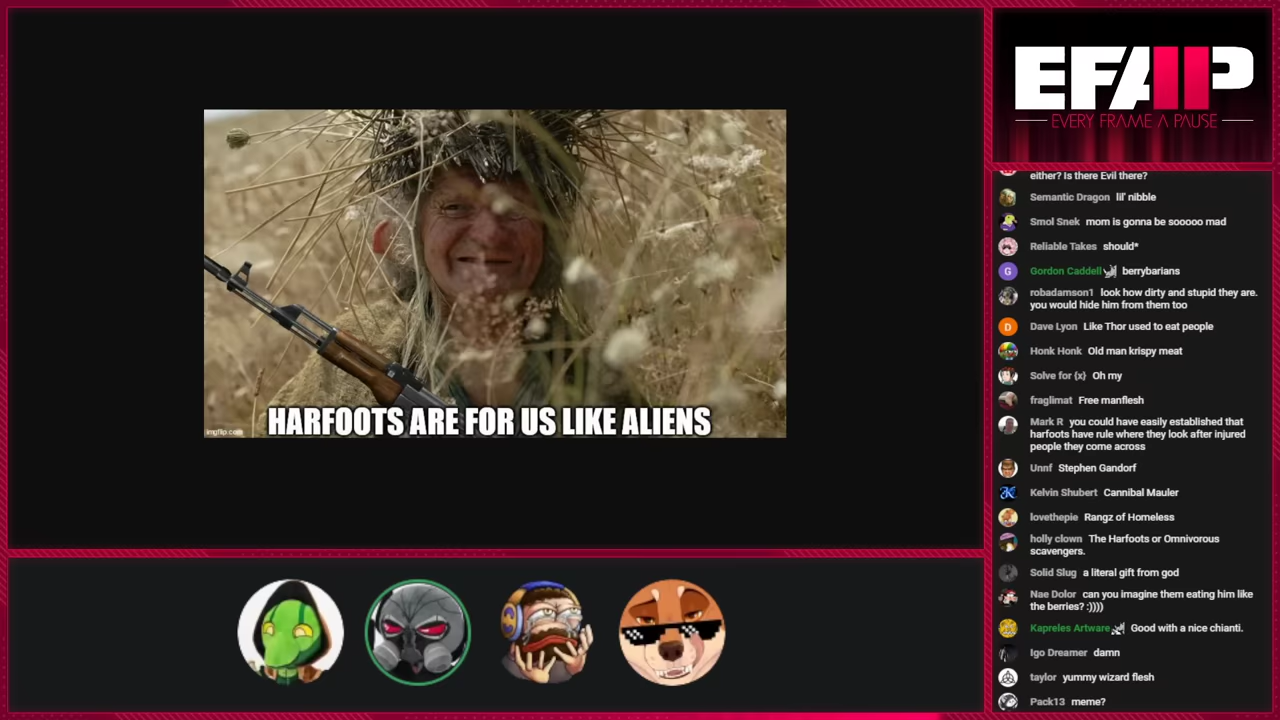 HARFOOTS ARE FOR US LIKE ALIENS
imgflip.com
EFAP
EVERY FRAME A PAUSE
either? Is there Evil there?
Semantic Dragon lil' nibble
Smol Snek mom is gonna be sooooo mad
Reliable Takes should*
G Gordon Caddell berrybarians
robadamson1 look how dirty and stupid they are.
you would hide him from them too
D Dave Lyon Like Thor used to eat people
Honk Honk Old man krispy meat
Solve for {x} Oh my
fraglimat Free manflesh
Mark R you could have easily established that
harfoots have rule where they look after injured
people they come across
Unnf Stephen Gandorf
Kelvin Shubert Cannibal Mauler
lovethepie Rangz of Homeless
holly clown The Harfoots or Omnivorous
scavengers.
Solid Slug a literal gift from god
Nae Dolor can you imagine them eating him like
the berries? :))))
Kapreles Artware Good with a nice chianti.
Igo Dreamer damn
taylor yummy wizard flesh
Pack13 meme?